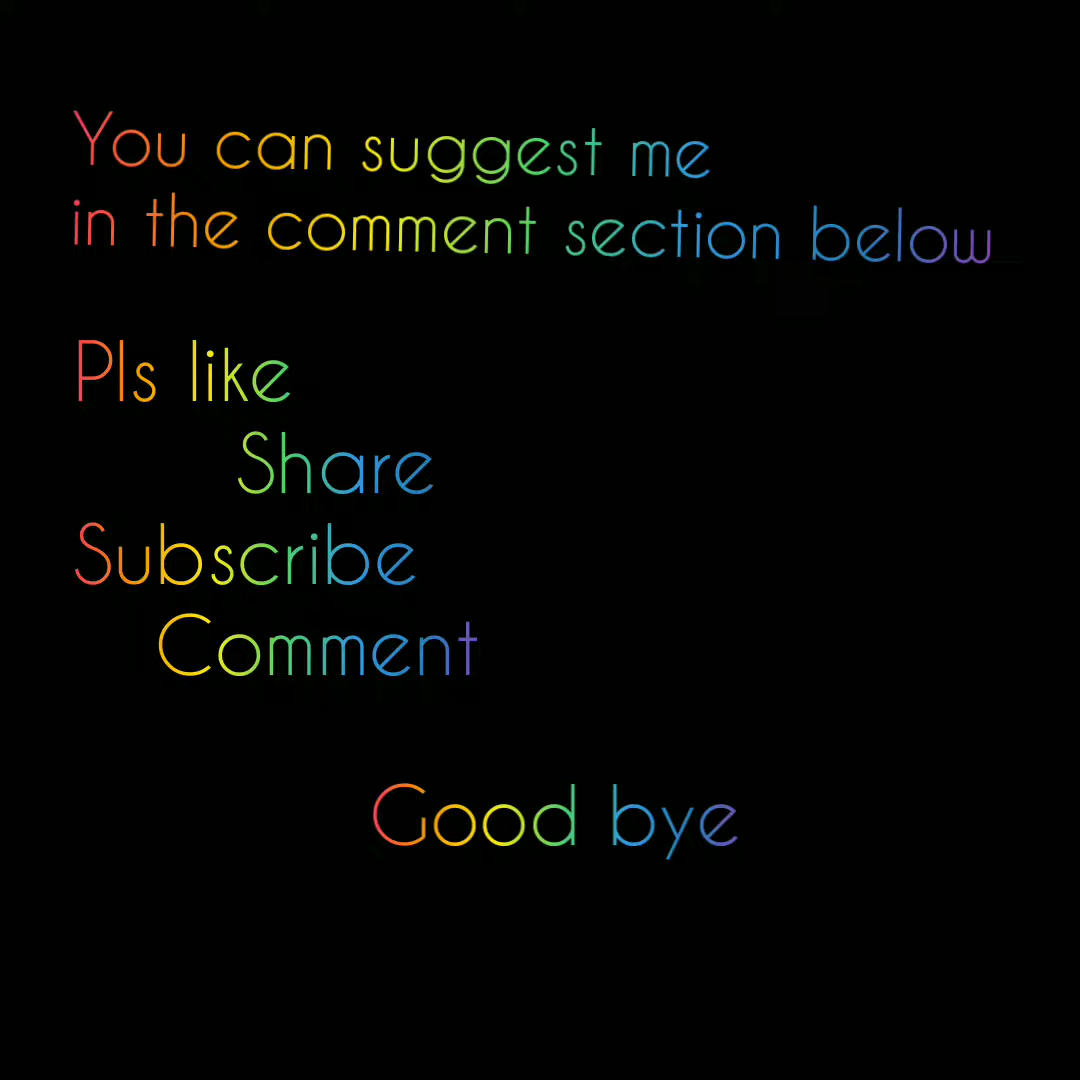 You can suggest me
in the comment section below
Pls like
Share
Subscribe
Comment
Good bye